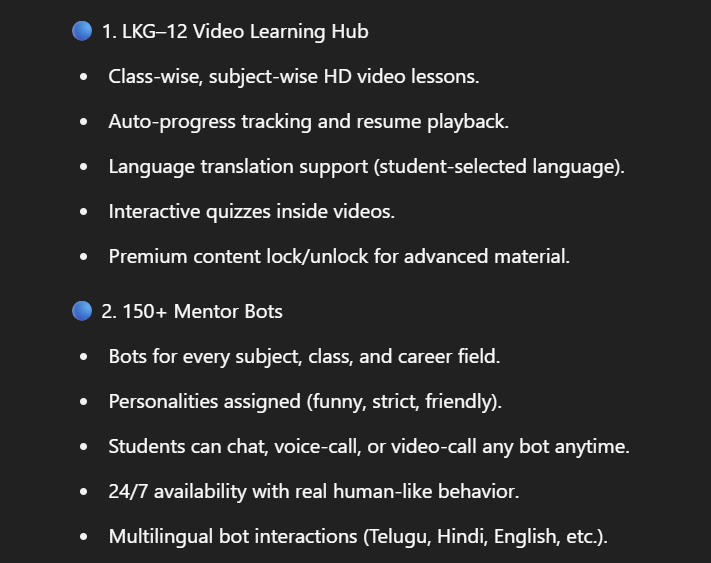 1. LKG–12 Video Learning Hub
• Class-wise, subject-wise HD video lessons.
• Auto-progress tracking and resume playback.
• Language translation support (student-selected language).
• Interactive quizzes inside videos.
• Premium content lock/unlock for advanced material.
2. 150+ Mentor Bots
• Bots for every subject, class, and career field.
• Personalities assigned (funny, strict, friendly).
• Students can chat, voice-call, or video-call any bot anytime.
• 24/7 availability with real human-like behavior.
• Multilingual bot interactions (Telugu, Hindi, English, etc.).